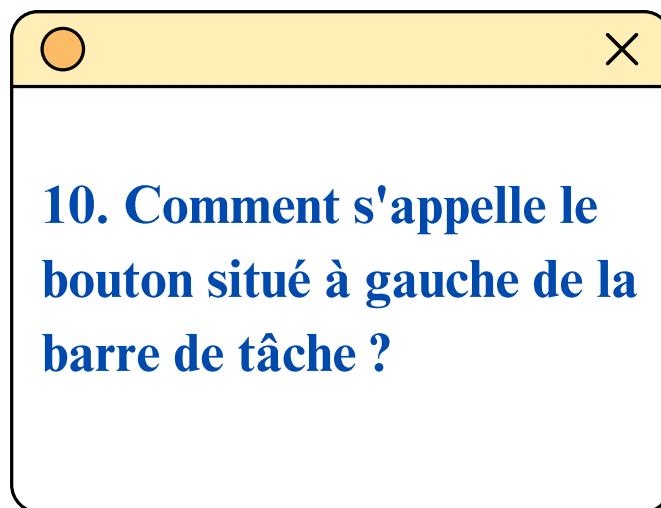 10. Comment s'appelle le
bouton situé à gauche de la
barre de tâche ?